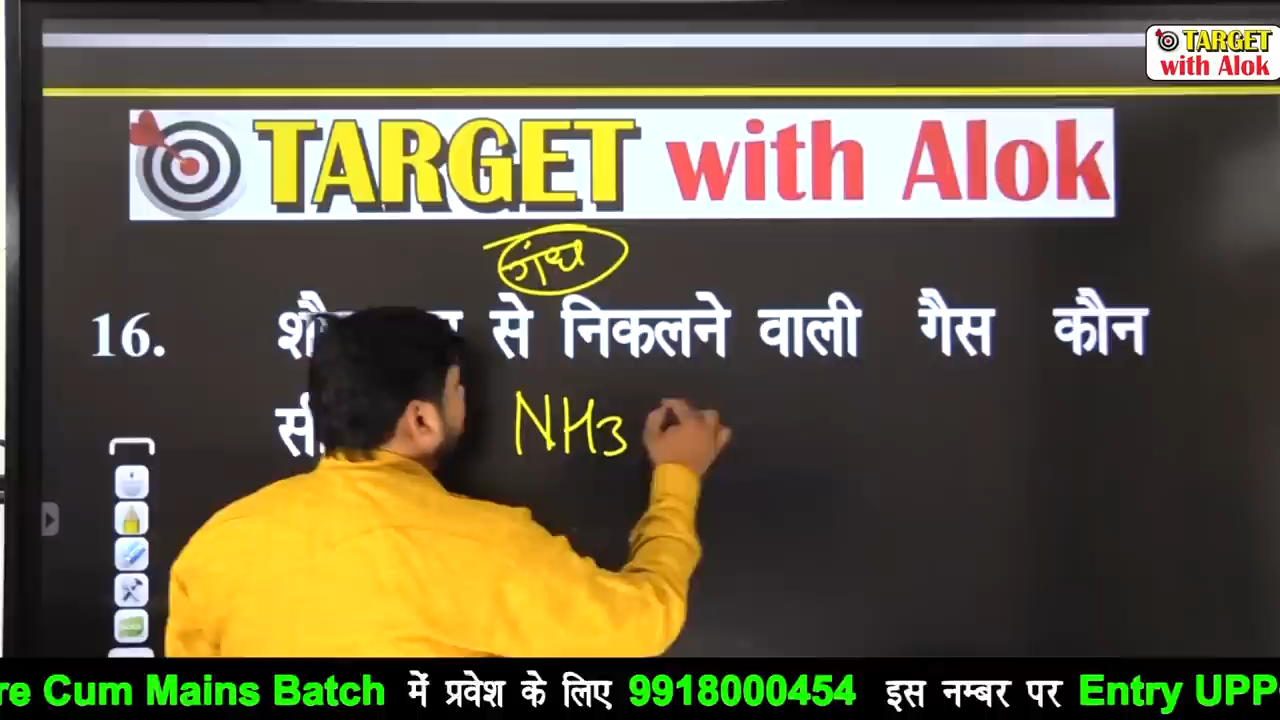 TARGET
with Alok
TARGET with Alok
गंध
16. से निकलने वाली गैस कौन
NH3
re Cum Mains Batch में प्रवेश के लिए 9918000454 इस नम्बर पर Entry UPP